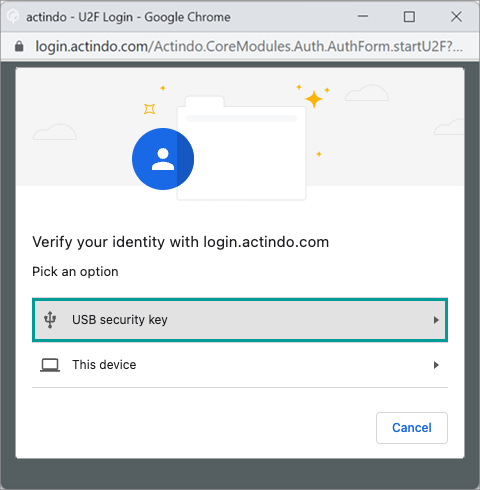 actindo - U2F Login - Google Chrome
login.actindo.com/Actindo.CoreModules.Auth.AuthForm.startU2F?...
Verify your identity with login.actindo.com
Pick an option
USB security key
This device
Cancel